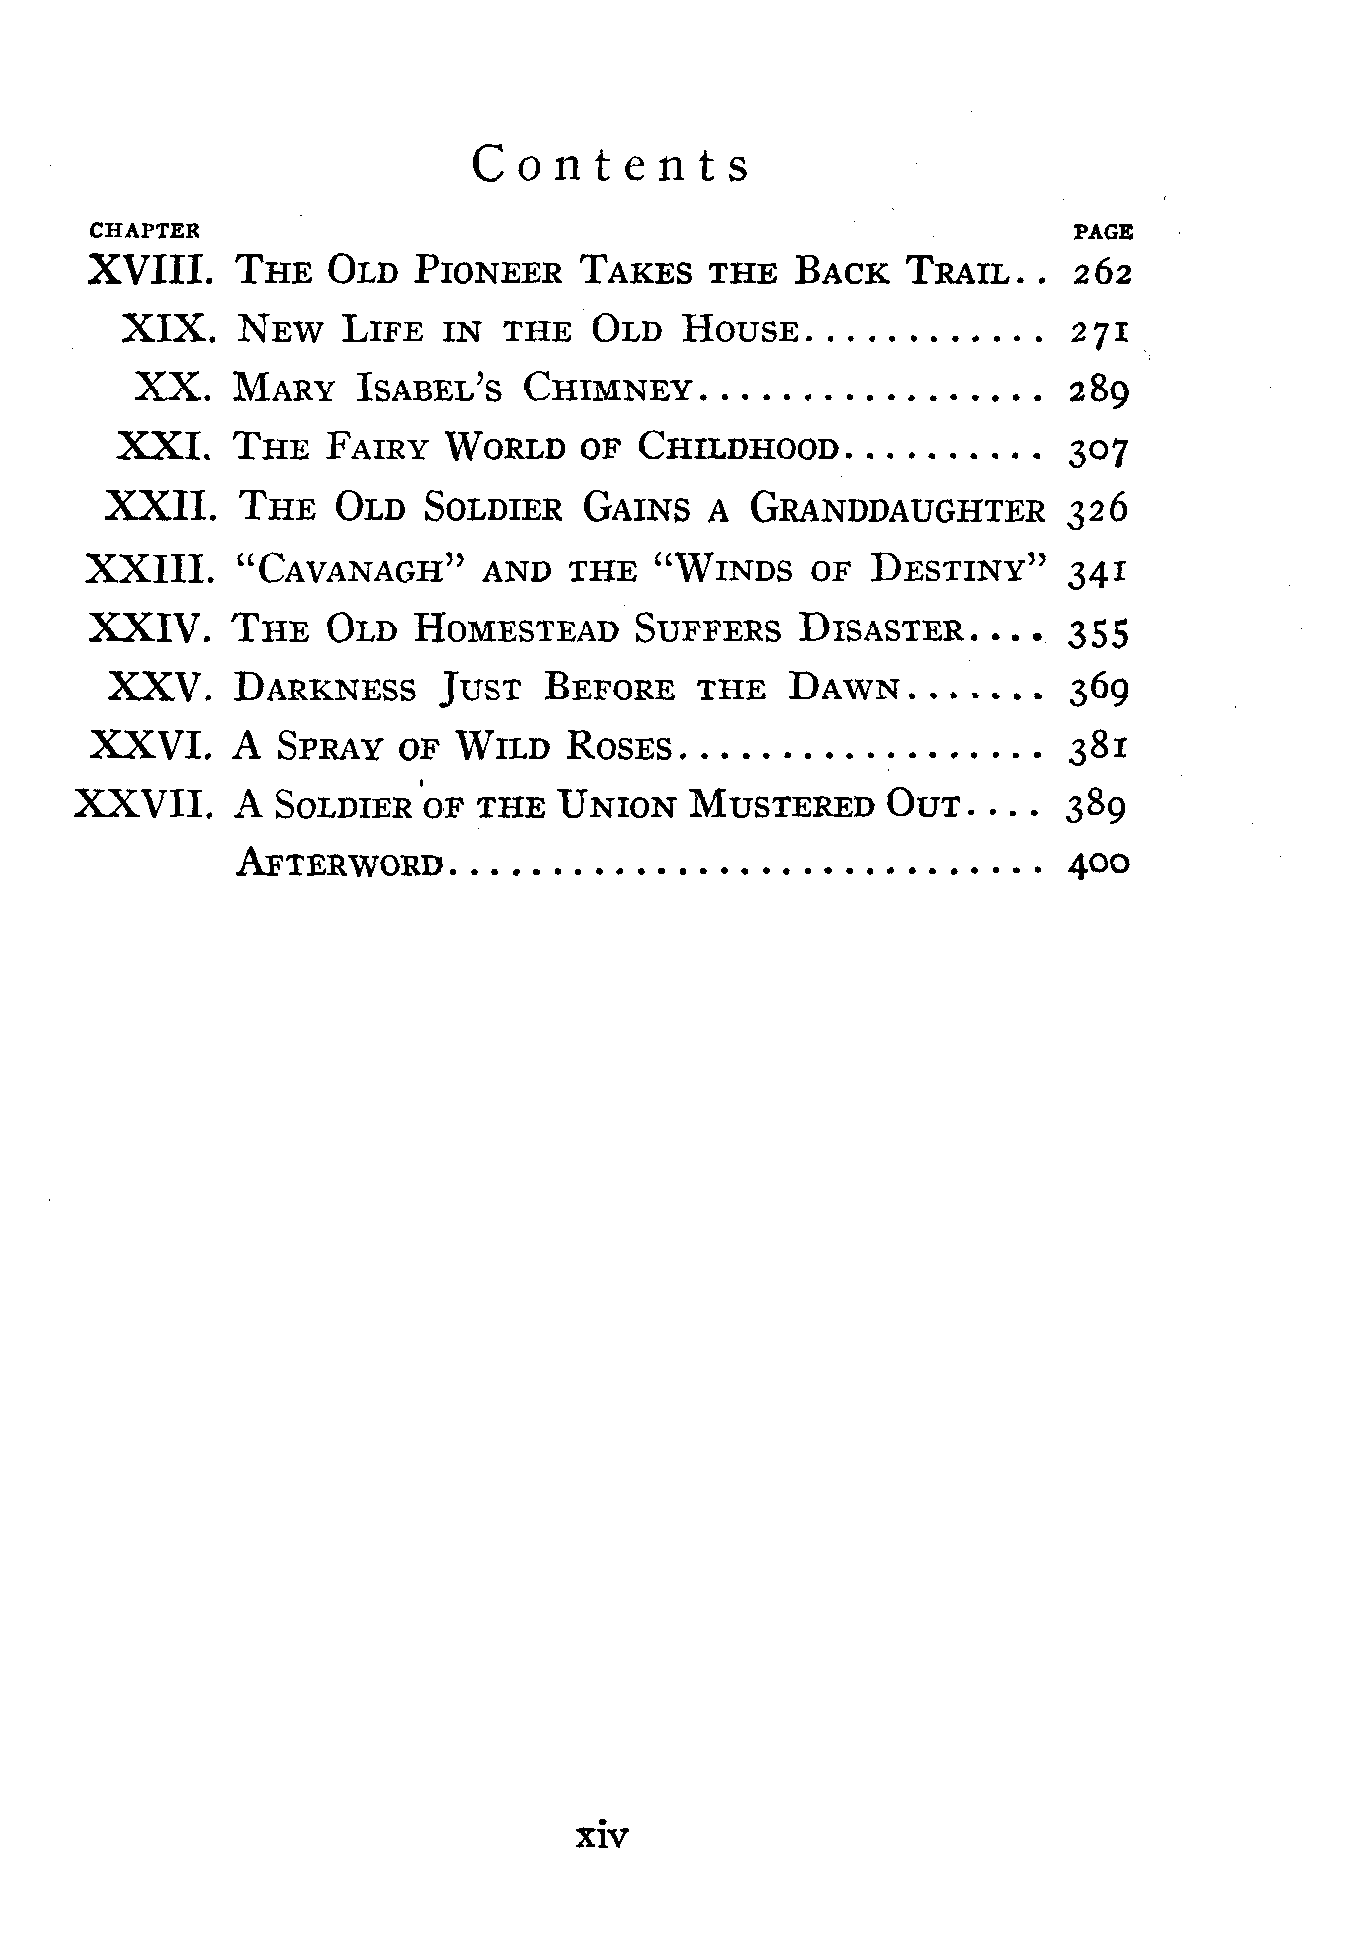 Contents
CHAPTER PAGE
XVIII. The Old Pioneer Takes the Back Trail.. 262
XIX. New Life in the Old House............ 271
XX. Mary Isabel's Chimney................. 289
XXI. The Fairy World of Childhood.......... 307
XXII. The Old Soldier Gains a Granddaughter 326
XXIII. "Cavanagh" and the "Winds of Destiny" 341
XXIV. The Old Homestead Suffers Disaster.... 355
XXV. Darkness Just Before the Dawn....... 369
XXVI. A Spray of Wild Roses.................. 381
XXVII. A Soldier of the Union Mustered Out.... 389
Afterword............................. 400
xiv